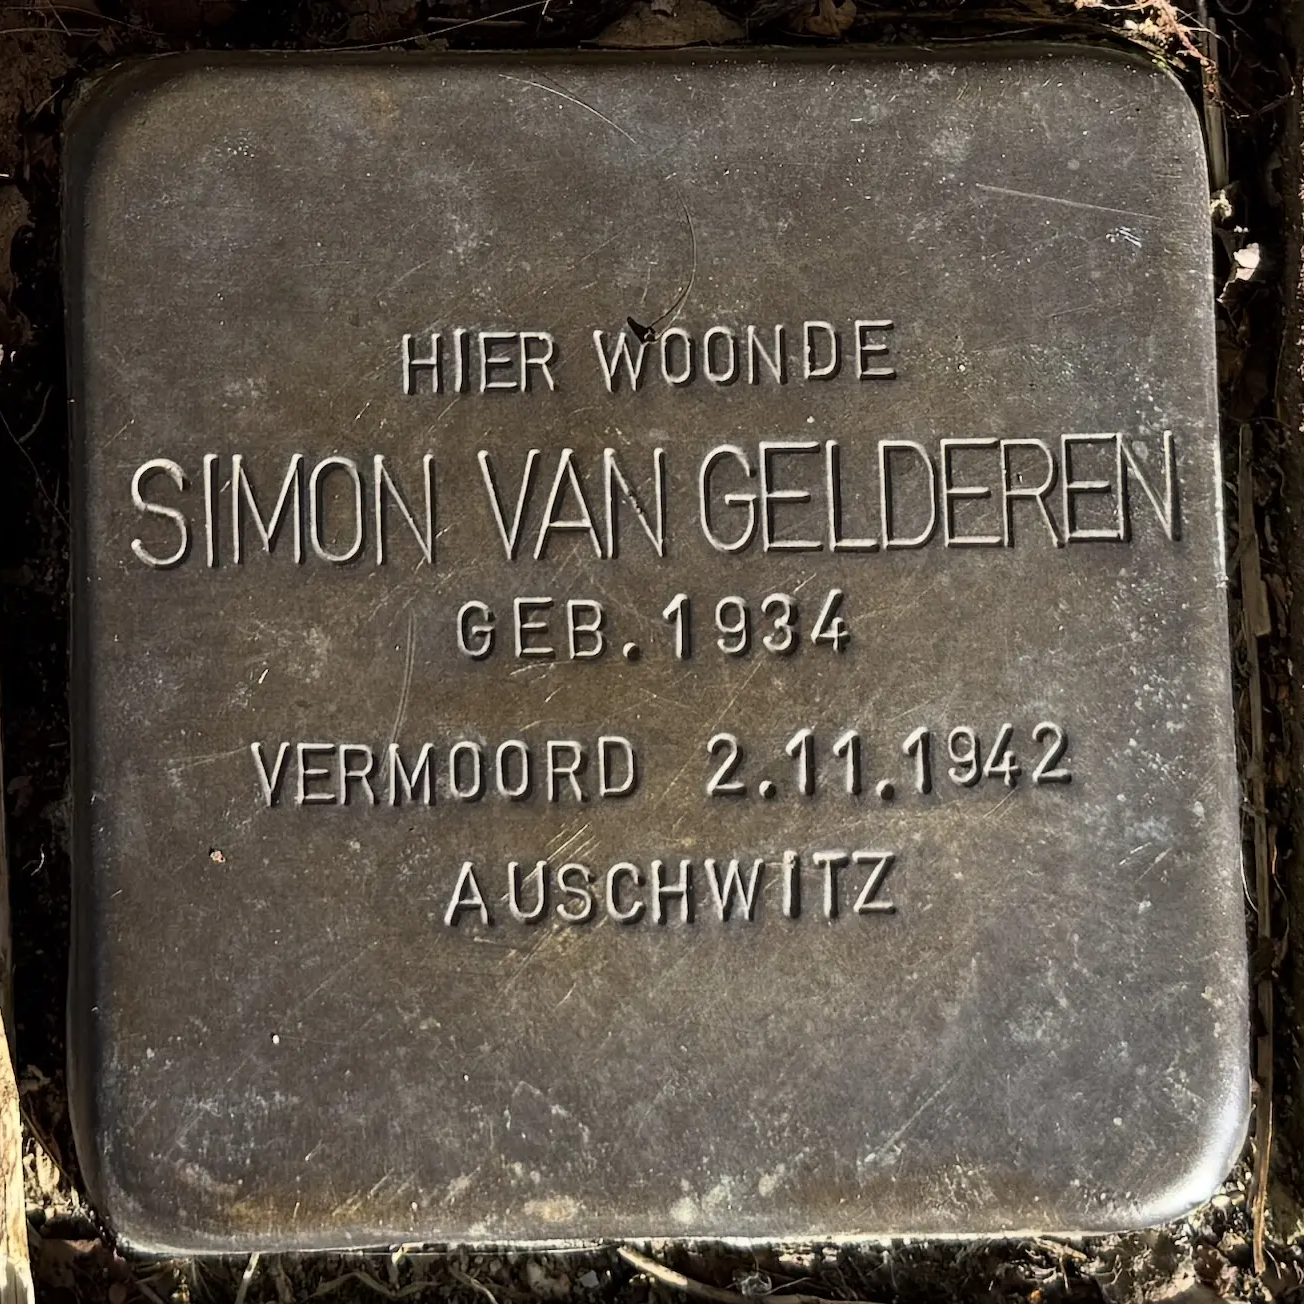 HIER WOONDE
SIMON VAN GELDEREN
GEB. 1934
VERMOORD 2.11.1942
AUSCHWITZ